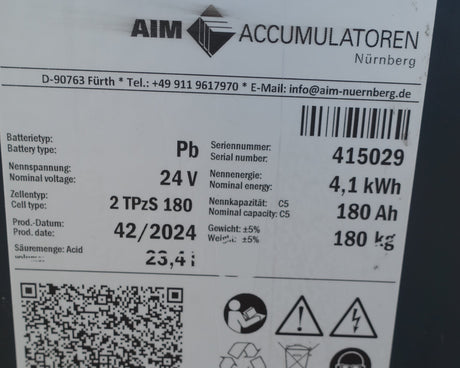 AIM ACCUMULATOREN
Nürnberg
D-90763 Fürth * Tel.: +49 911 9617970 * E-Mail: info@aim-nuernberg.de
Batterietyp:
Battery type: Pb
Seriennummer:
Serial number: 415029
Nennspannung:
Nominal voltage: 24 V
Nennenergie:
Nominal energy: 4,1 kWh
Zellentyp:
Cell type: 2 TPzS 180
Nennkapazität: C5
Nominal capacity: C5 180 Ah
Prod.-Datum:
Prod. date: 42/2024
Gewicht: ±5%
Weight: ±5% 180 kg
Säuremenge: Acid
23,4 l